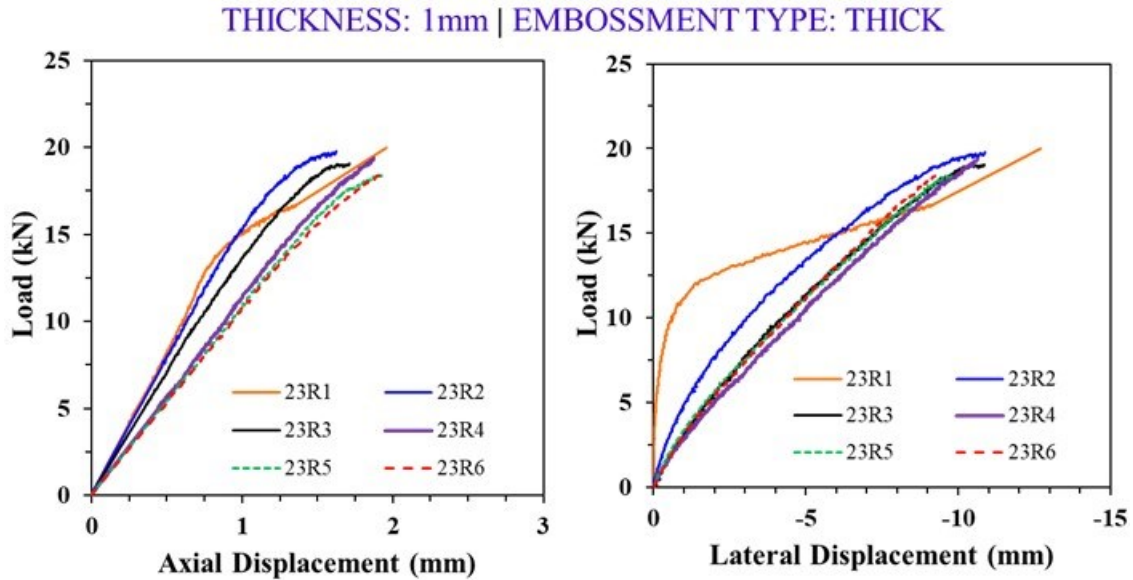 THICKNESS: 1mm | EMBOSSMENT TYPE: THICK
25
20
15
10
5
0
Load (kN)
23R1
23R2
23R3
23R4
23R5
23R6
0
1
2
3
Axial Displacement (mm)
25
20
15
10
5
0
Load (kN)
23R1
23R2
23R3
23R4
23R5
23R6
0
-5
-10
-15
Lateral Displacement (mm)